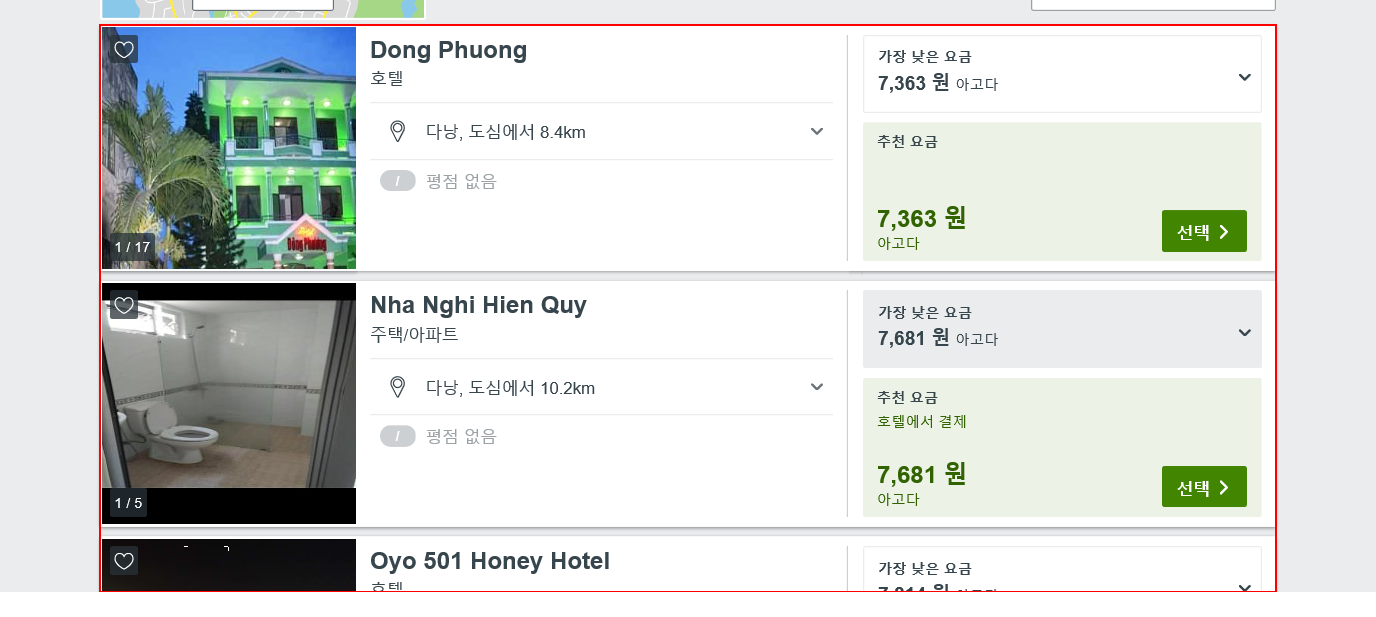 Dong Phuong
호텔
다낭, 도심에서 8.4km
/ 평점 없음
1 / 17
Đông Phương
가장 낮은 요금
7,363 원 아고다
추천 요금
7,363 원
아고다
선택
Nha Nghi Hien Quy
주택/아파트
다낭, 도심에서 10.2km
/ 평점 없음
1 / 5
가장 낮은 요금
7,681 원 아고다
추천 요금
호텔에서 결제
7,681 원
아고다
선택
Oyo 501 Honey Hotel
호텔
가장 낮은 요금